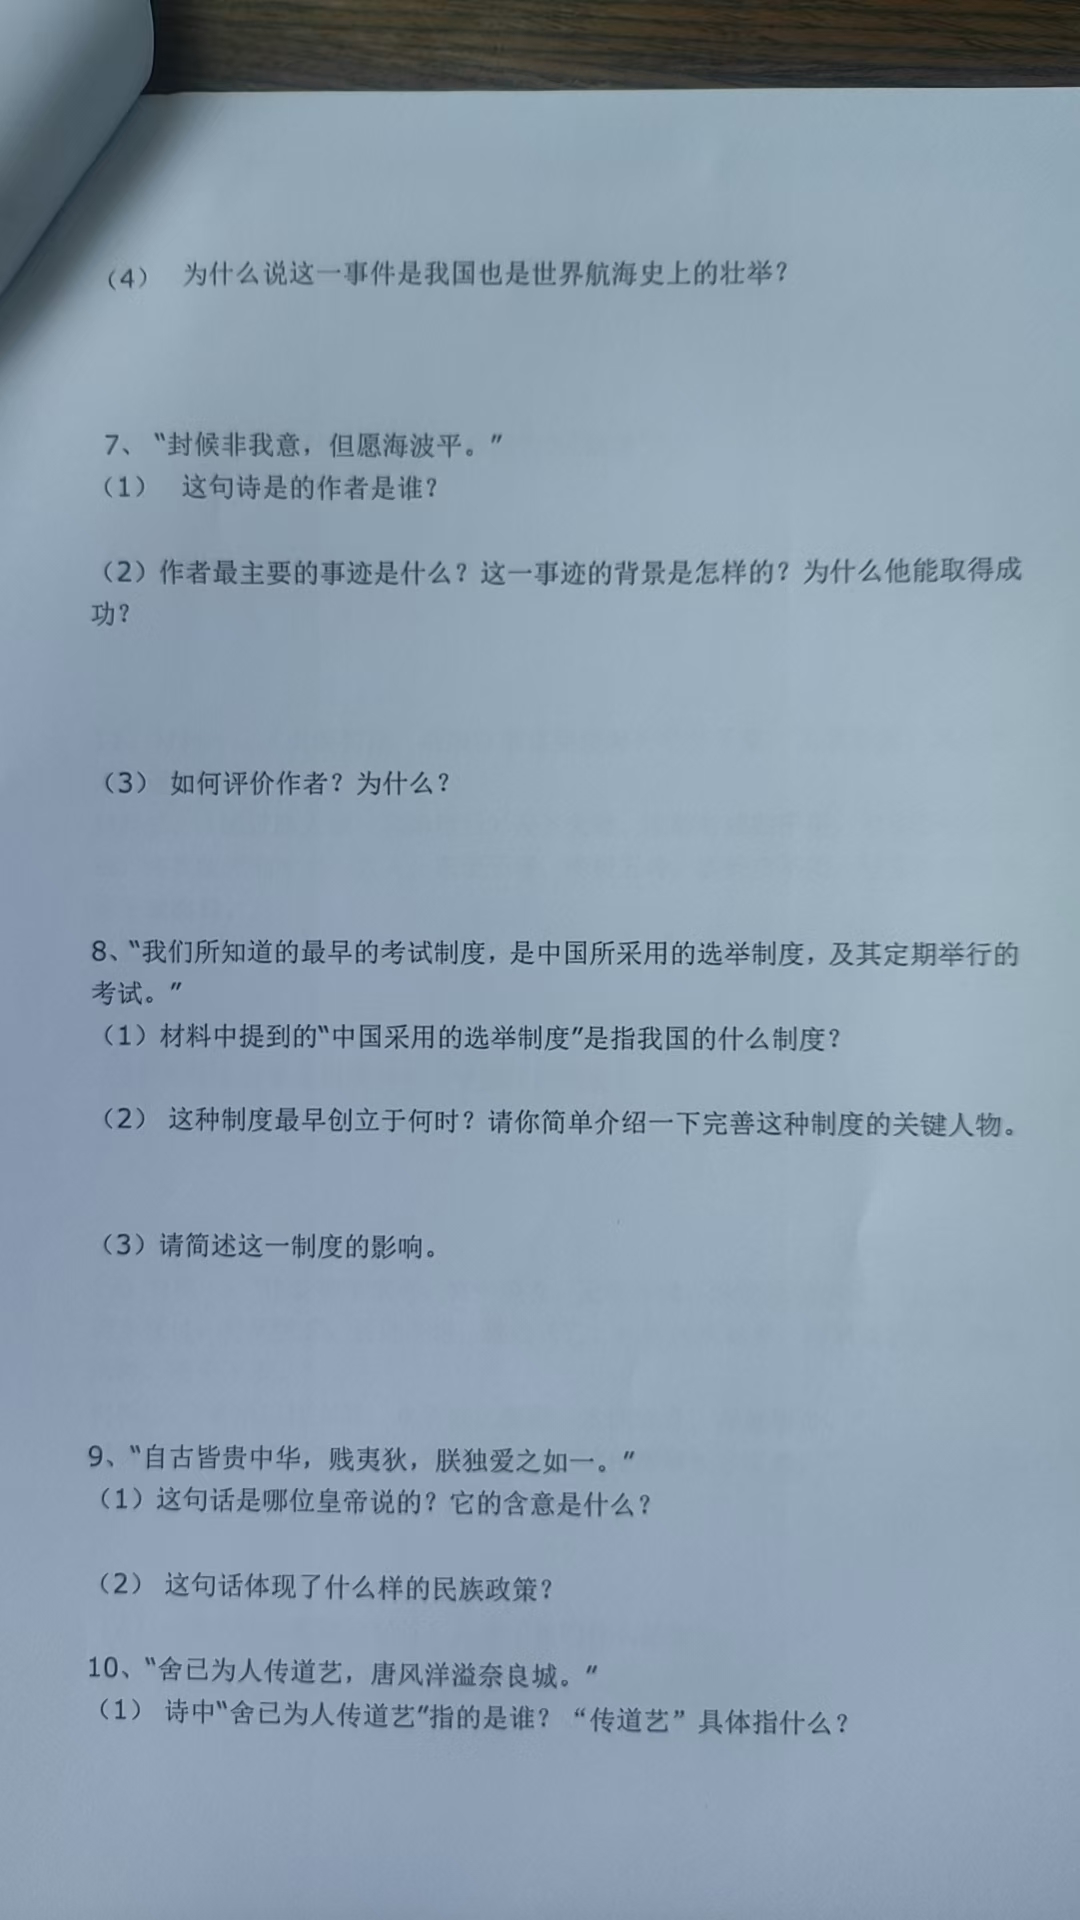 （4） 为什么说这一事件是我国也是世界航海史上的壮举？
7、“封候非我意，但愿海波平。”
（1） 这句诗是的作者是谁？
（2）作者最主要的事迹是什么？这一事迹的背景是怎样的？为什么他能取得成
功？
（3） 如何评价作者？为什么？
8、“我们所知道的最早的考试制度，是中国所采用的选举制度，及其定期举行的
考试。”
（1）材料中提到的“中国采用的选举制度”是指我国的什么制度？
（2） 这种制度最早创立于何时？请你简单介绍一下完善这种制度的关键人物。
（3）请简述这一制度的影响。
9、“自古皆贵中华，贱夷狄，朕独爱之如一。”
（1）这句话是哪位皇帝说的？它的含意是什么？
（2） 这句话体现了什么样的民族政策？
10、“舍已为人传道艺，唐风洋溢奈良城。”
（1） 诗中“舍已为人传道艺”指的是谁？“传道艺”具体指什么？